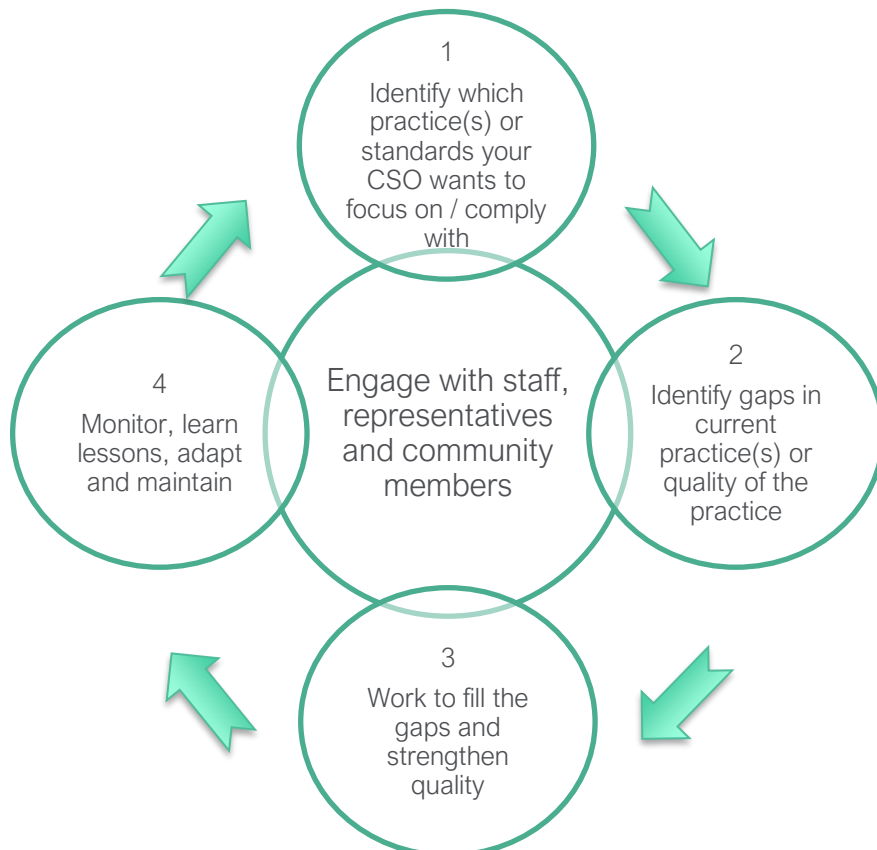 1
Identify which
practice(s) or
standards your
CSO wants to
focus on / comply
with
2
Identify gaps in
current
practice(s) or
quality of the
practice
3
Work to fill the
gaps and
strengthen
quality
4
Monitor, learn
lessons, adapt
and maintain
Engage with staff,
representatives
and community
members